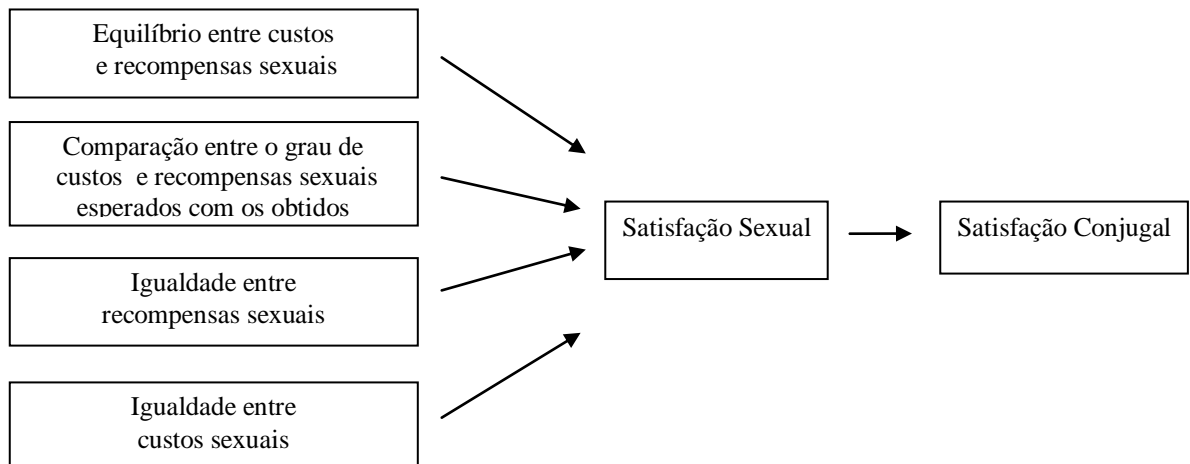 Equilíbrio entre custos
e recompensas sexuais
Comparação entre o grau de
custos e recompensas sexuais
esperados com os obtidos
Igualdade entre
recompensas sexuais
Igualdade entre
custos sexuais
Satisfação Sexual
Satisfação Conjugal